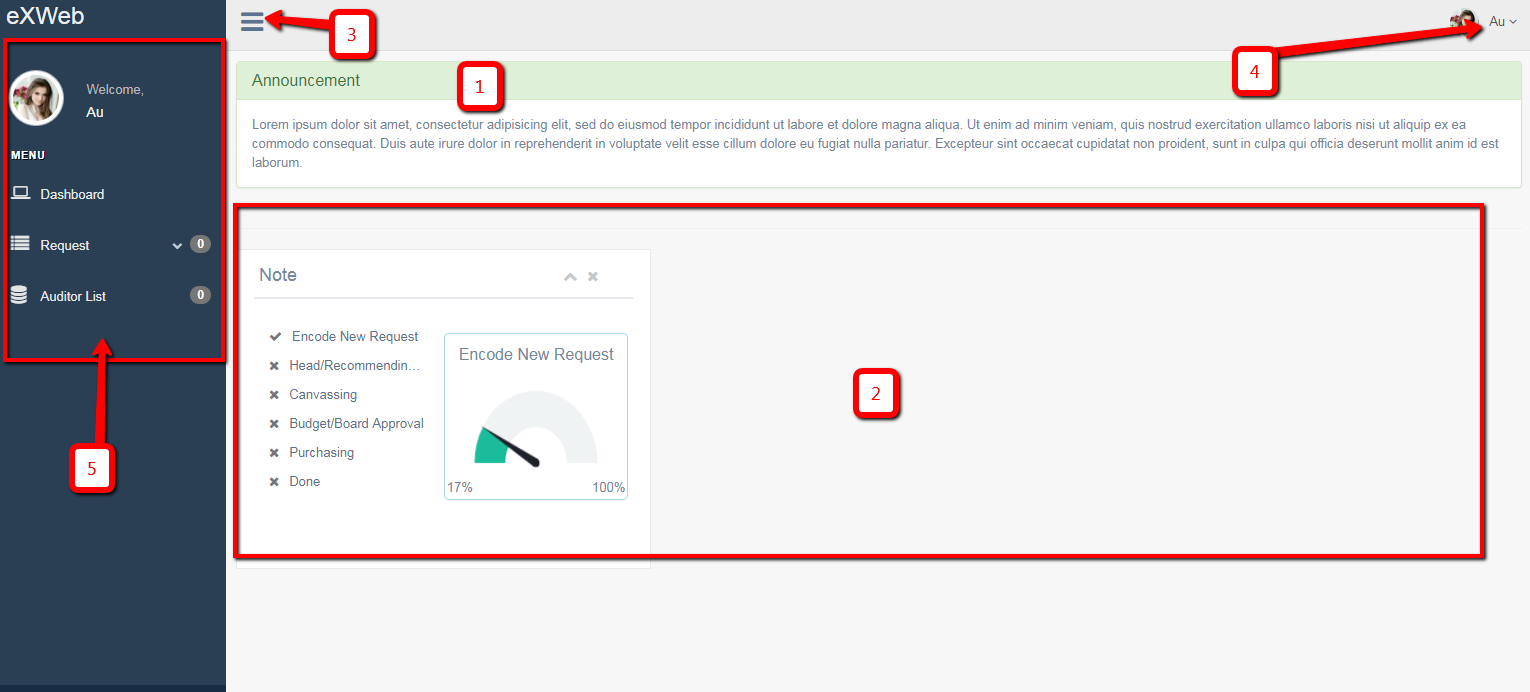 eXWeb
3
Au
4
Announcement
1
Lorem ipsum dolor sit amet, consectetur adipisicing elit, sed do eiusmod tempor incididunt ut labore et dolore magna aliqua. Ut enim ad minim veniam, quis nostrud exercitation ullamco laboris nisi ut aliquip ex ea
commodo consequat. Duis aute irure dolor in reprehenderit in voluptate velit esse cillum dolore eu fugiat nulla pariatur. Excepteur sint occaecat cupidatat non proident, sunt in culpa qui officia deserunt mollit anim id est
laborum.
Welcome,
Au
MENU
Dashboard
Request 0
Auditor List 0
5
Note
Encode New Request
Head/Recommendin...
Canvassing
Budget/Board Approval
Purchasing
Done
Encode New Request
17% 100%
2